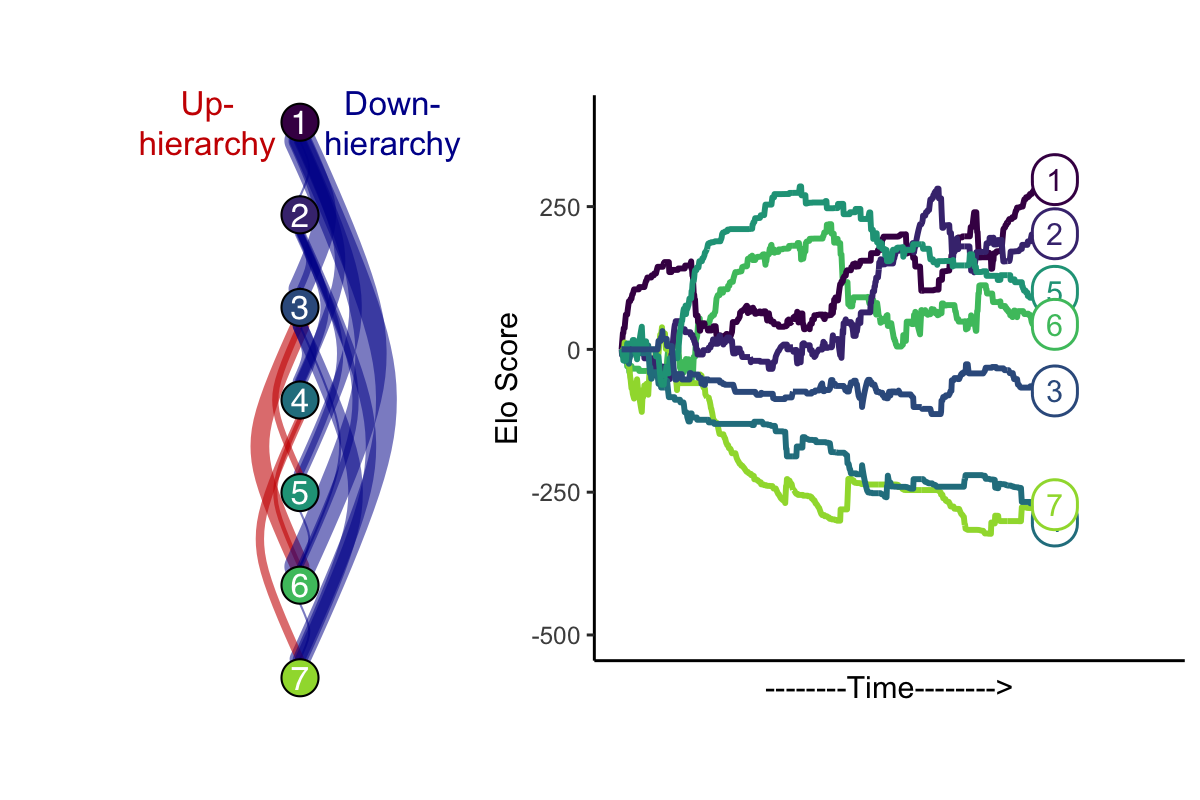 Up-
hierarchy
Down-
hierarchy
1
2
3
4
5
6
7
Elo Score
250
0
-250
-500
1
2
5
6
3
7
--------Time-------->